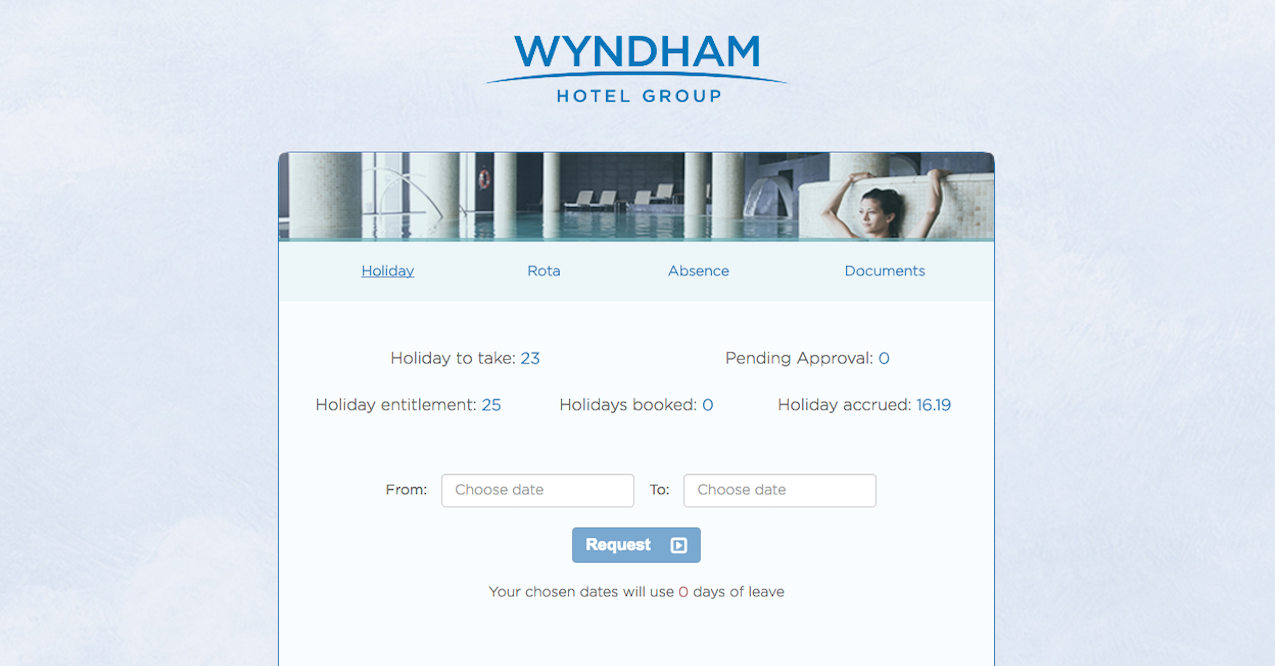 WYNDHAM
HOTEL GROUP
Holiday Rota Absence Documents
Holiday to take: 23 Pending Approval: 0
Holiday entitlement: 25 Holidays booked: 0 Holiday accrued: 16.19
From: Choose date To: Choose date
Request
Your chosen dates will use 0 days of leave